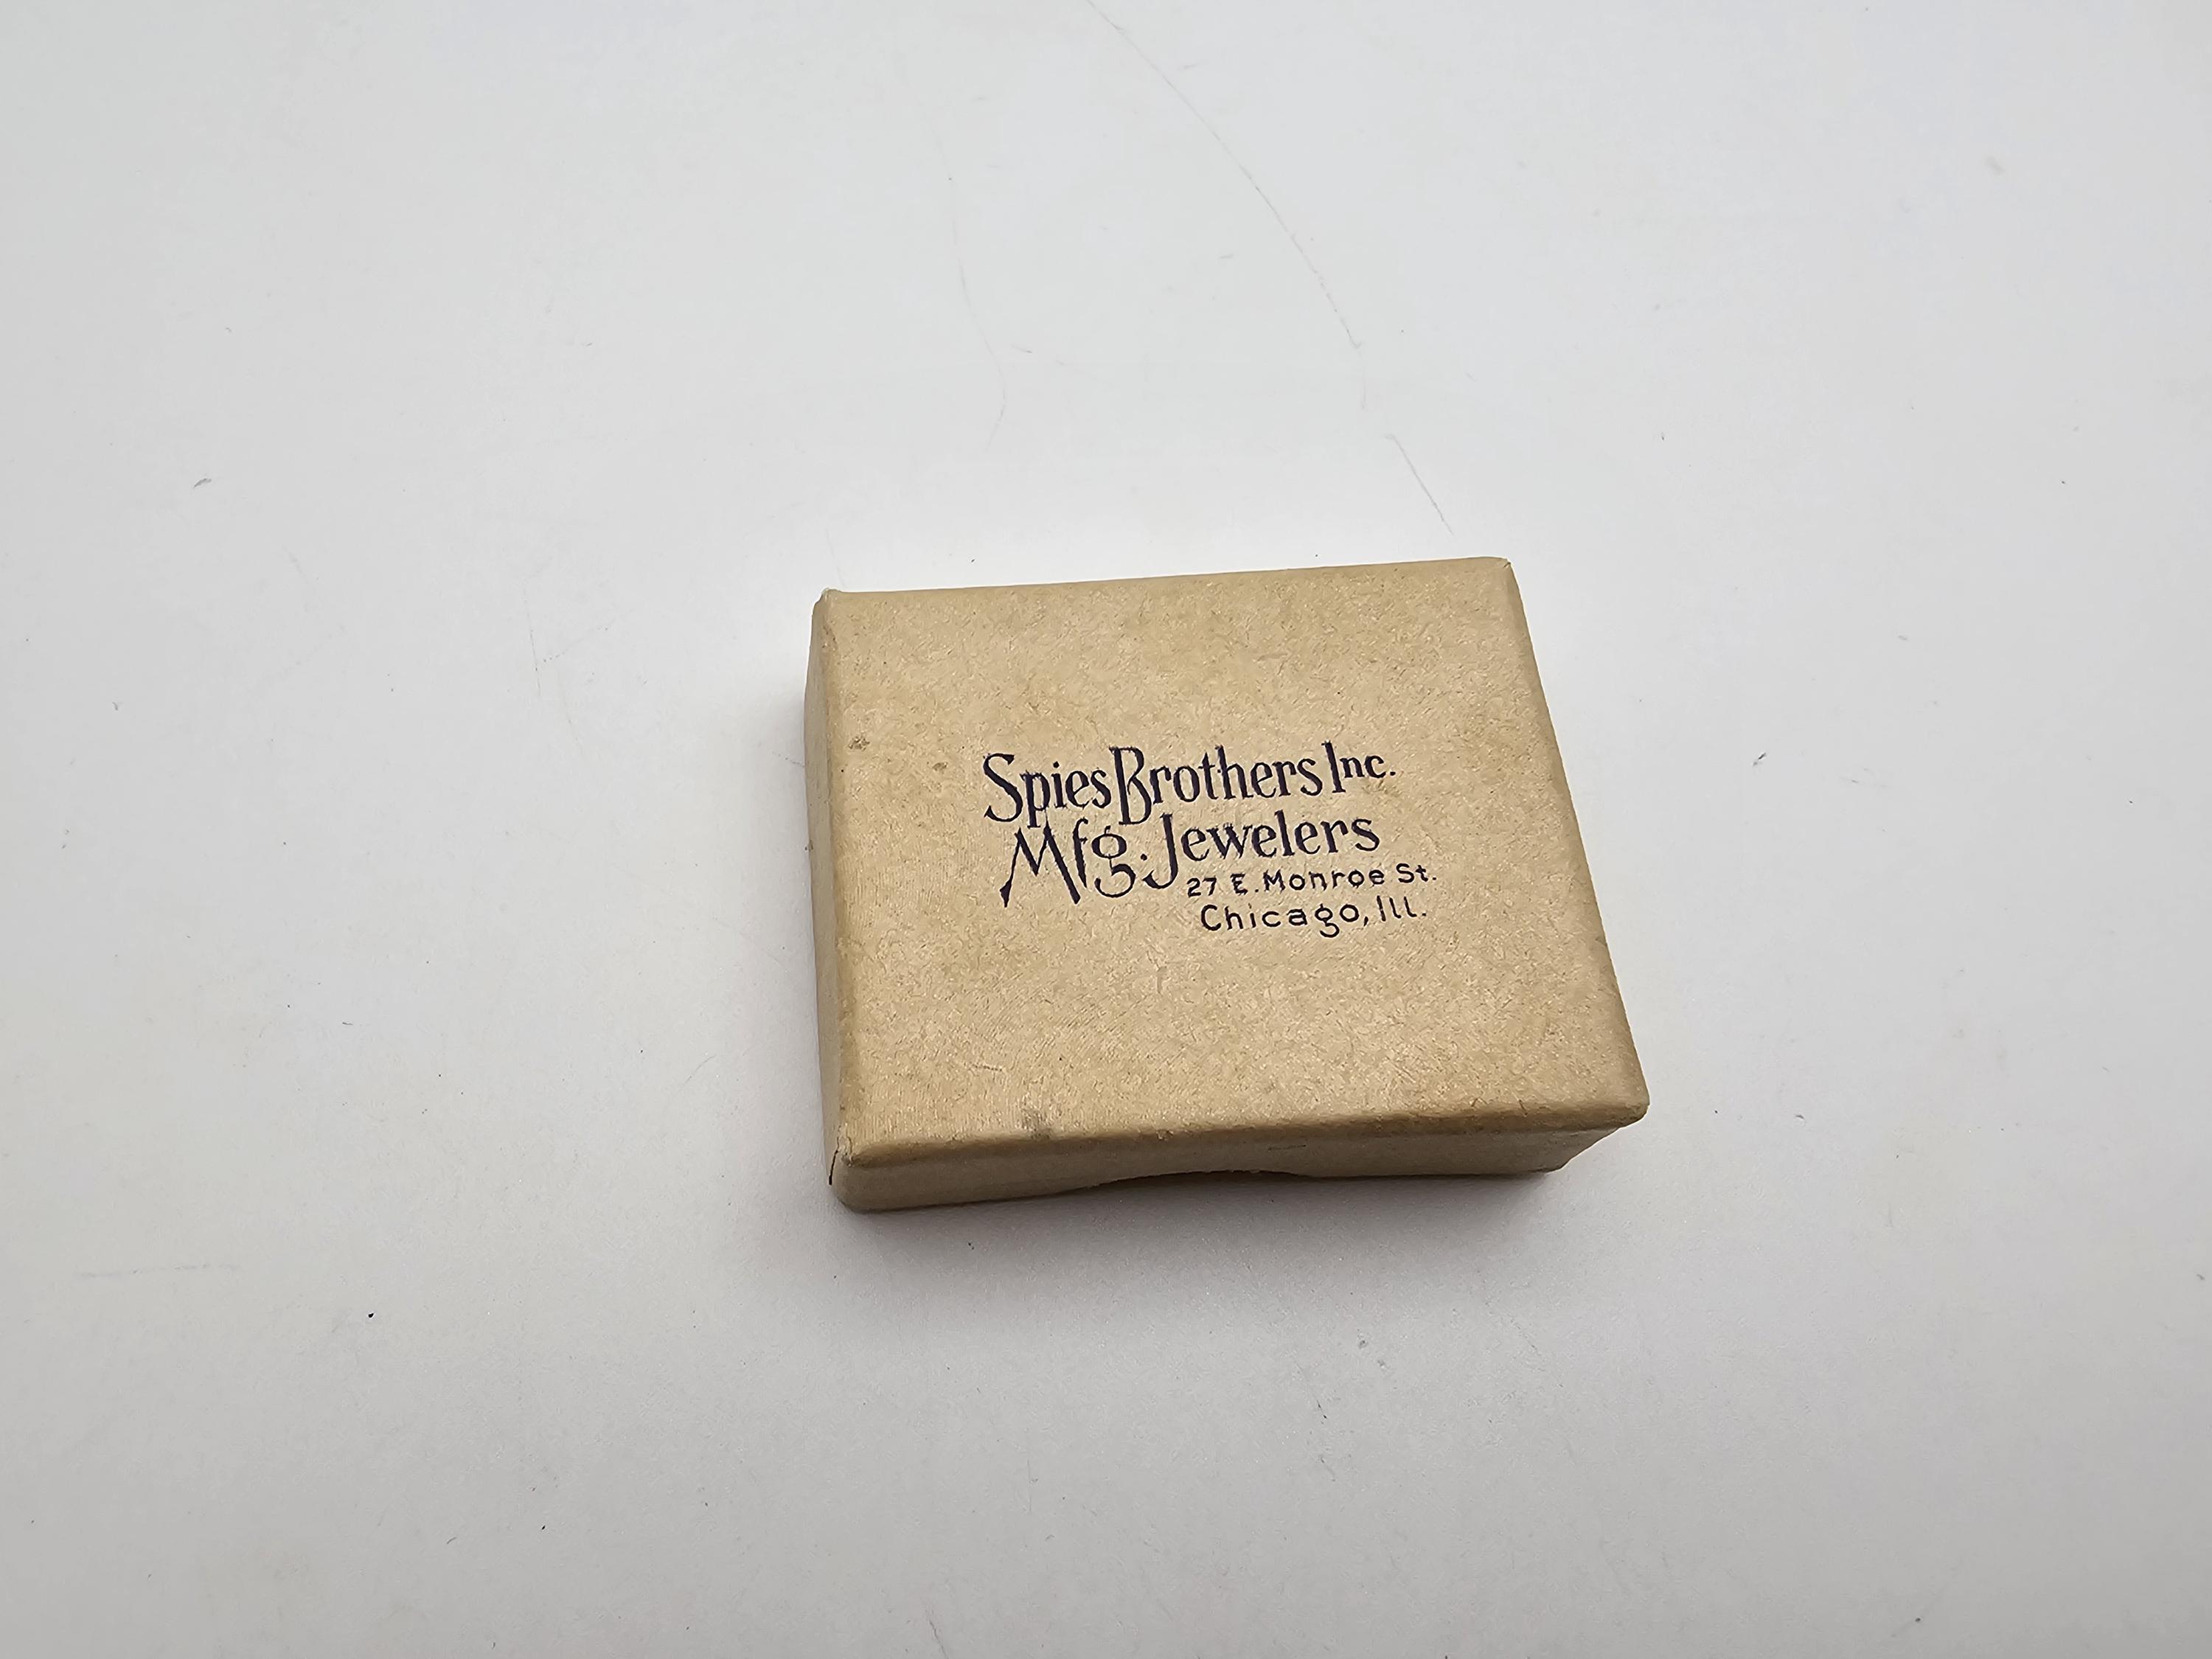 Spies Brothers Inc.
Mfg. Jewelers
27 E. Monroe St.
Chicago, Ill.